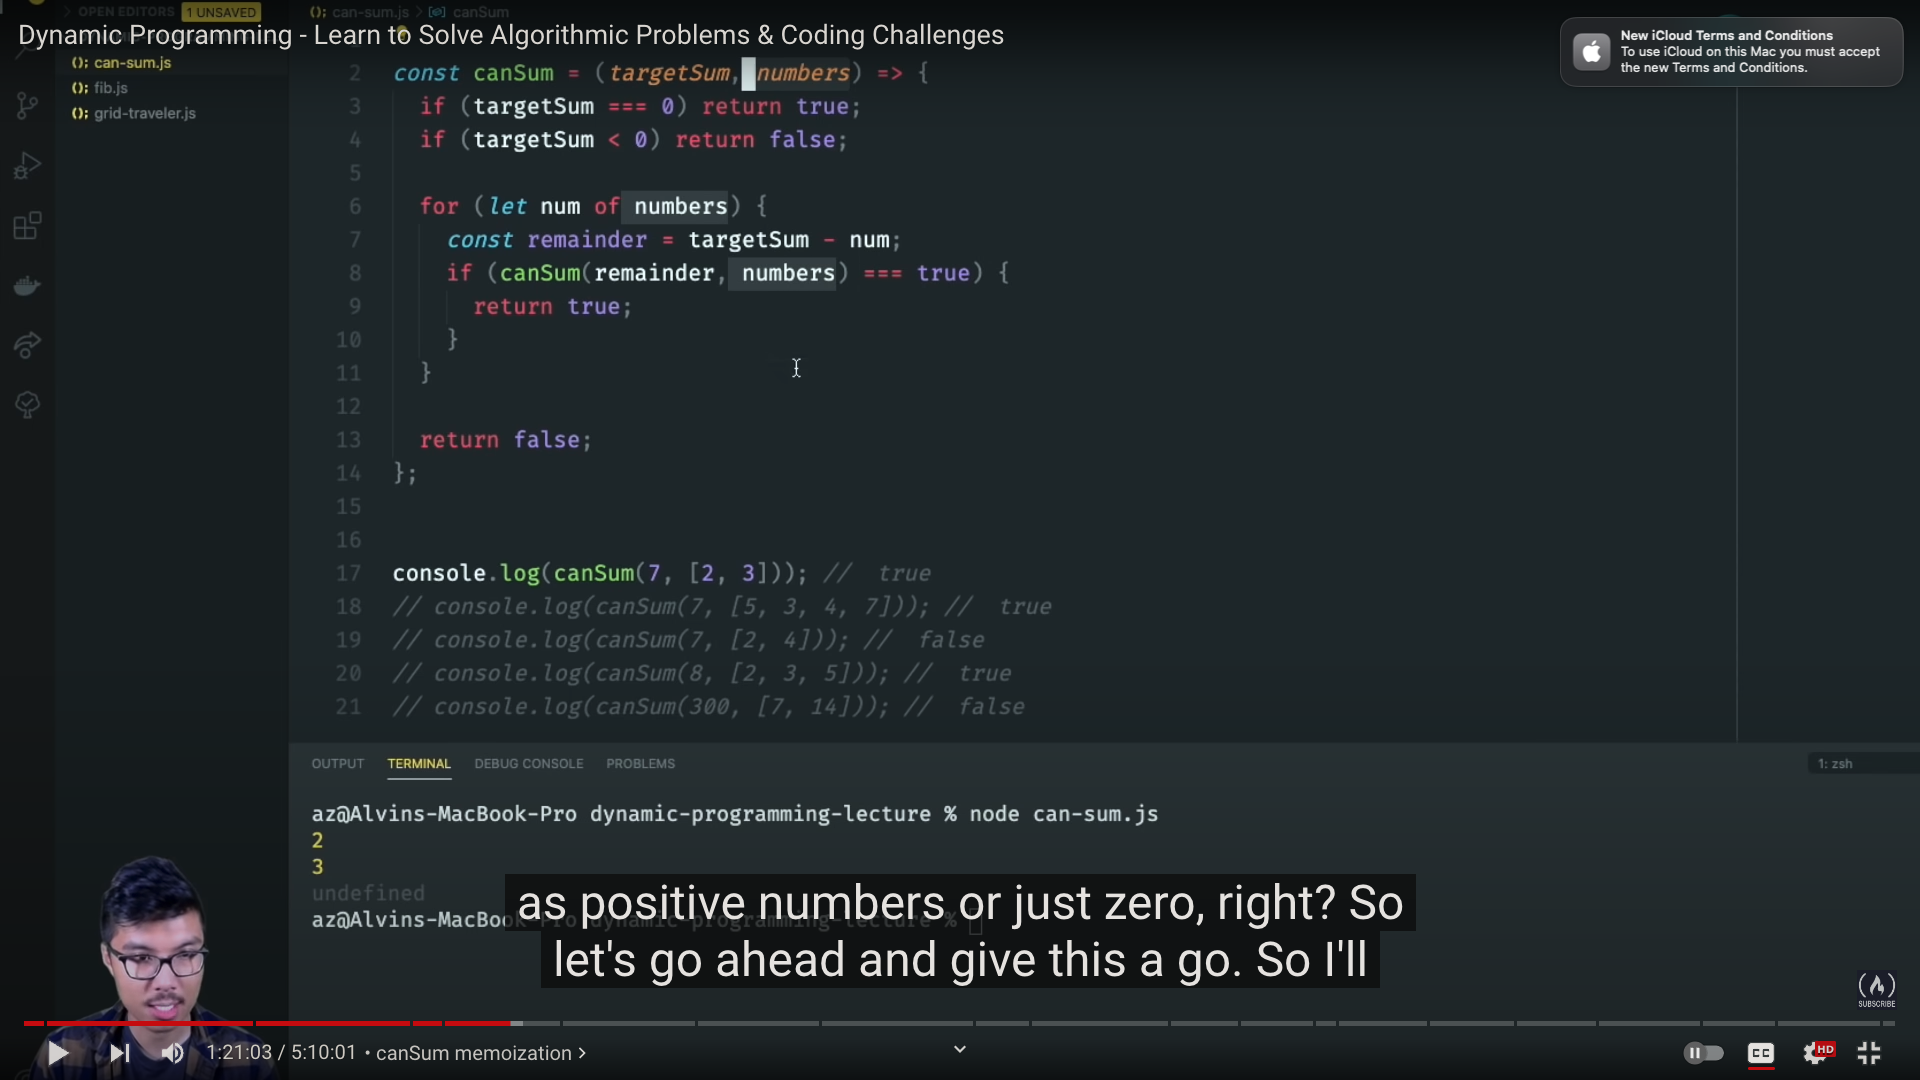 OPEN EDITORS 1 UNSAVED
can-sum.js > canSum
Dynamic Programming - Learn to Solve Algorithmic Problems & Coding Challenges
New iCloud Terms and Conditions
To use iCloud on this Mac you must accept
the new Terms and Conditions.
can-sum.js
fib.js
grid-traveler.js
2 const canSum = (targetSum, numbers) => {
3 if (targetSum === 0) return true;
4 if (targetSum < 0) return false;
5
6 for (let num of numbers) {
7 const remainder = targetSum - num;
8 if (canSum(remainder, numbers) === true) {
9 return true;
10 }
11 }
12
13 return false;
14 };
15
16
17 console.log(canSum(7, [2, 3])); // true
18 // console.log(canSum(7, [5, 3, 4, 7])); // true
19 // console.log(canSum(7, [2, 4])); // false
20 // console.log(canSum(8, [2, 3, 5])); // true
21 // console.log(canSum(300, [7, 14])); // false
OUTPUT TERMINAL DEBUG CONSOLE PROBLEMS 1: zsh
az@Alvins-MacBook-Pro dynamic-programming-lecture % node can-sum.js
2
3
undefined
az@Alvins-MacBook-Pro dynamic-programming-lecture %
as positive numbers or just zero, right? So
let's go ahead and give this a go. So I'll
SUBSCRIBE
1:21:03 / 5:10:01 • canSum memoization >
CC
HD